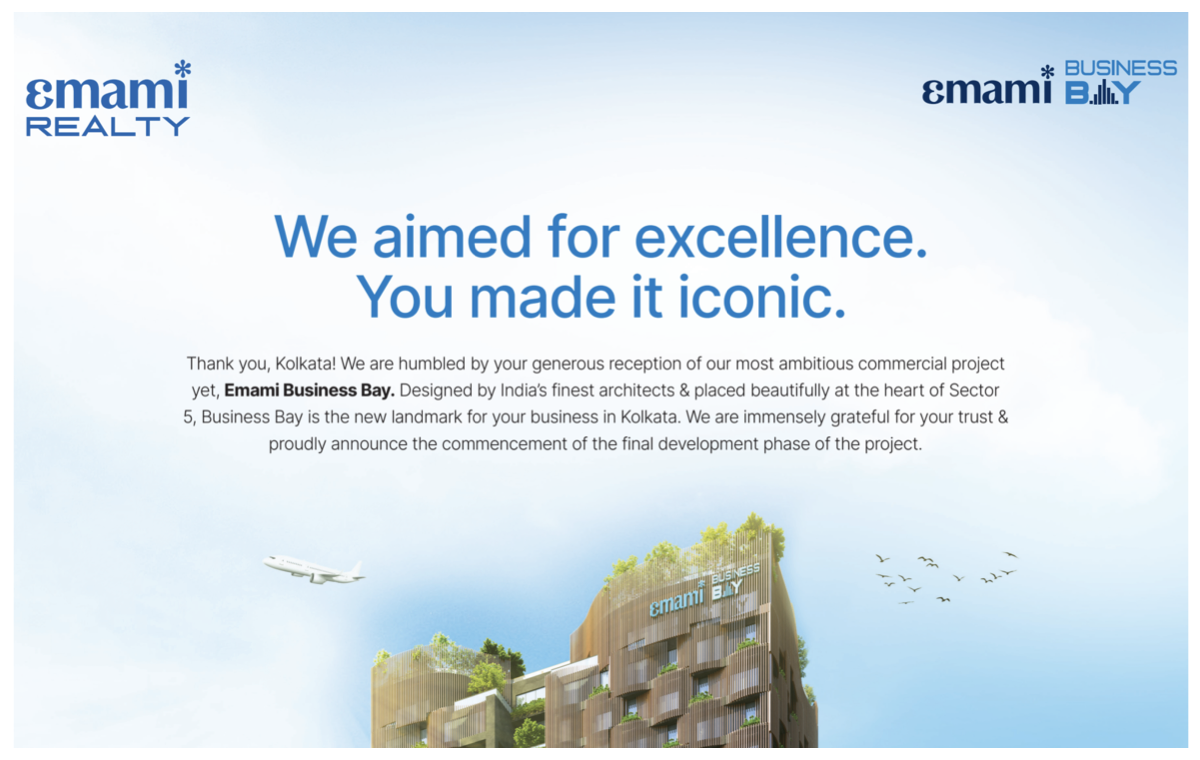 emami
REALTY
emami BUSINESS
BAY
We aimed for excellence.
You made it iconic.
Thank you, Kolkata! We are humbled by your generous reception of our most ambitious commercial project
yet, Emami Business Bay. Designed by India's finest architects & placed beautifully at the heart of Sector
5, Business Bay is the new landmark for your business in Kolkata. We are immensely grateful for your trust &
proudly announce the commencement of the final development phase of the project.
emami BUSINESS
BAY